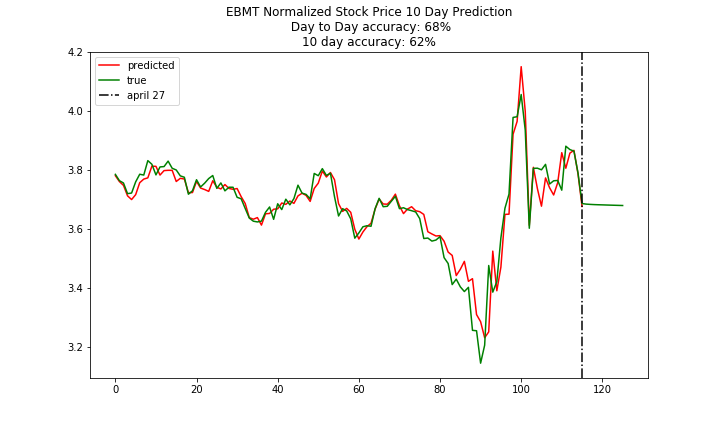 EBMT Normalized Stock Price 10 Day Prediction
Day to Day accuracy: 68%
10 day accuracy: 62%
4.2
4.0
3.8
3.6
3.4
3.2
predicted
true
april 27
0
20
40
60
80
100
120